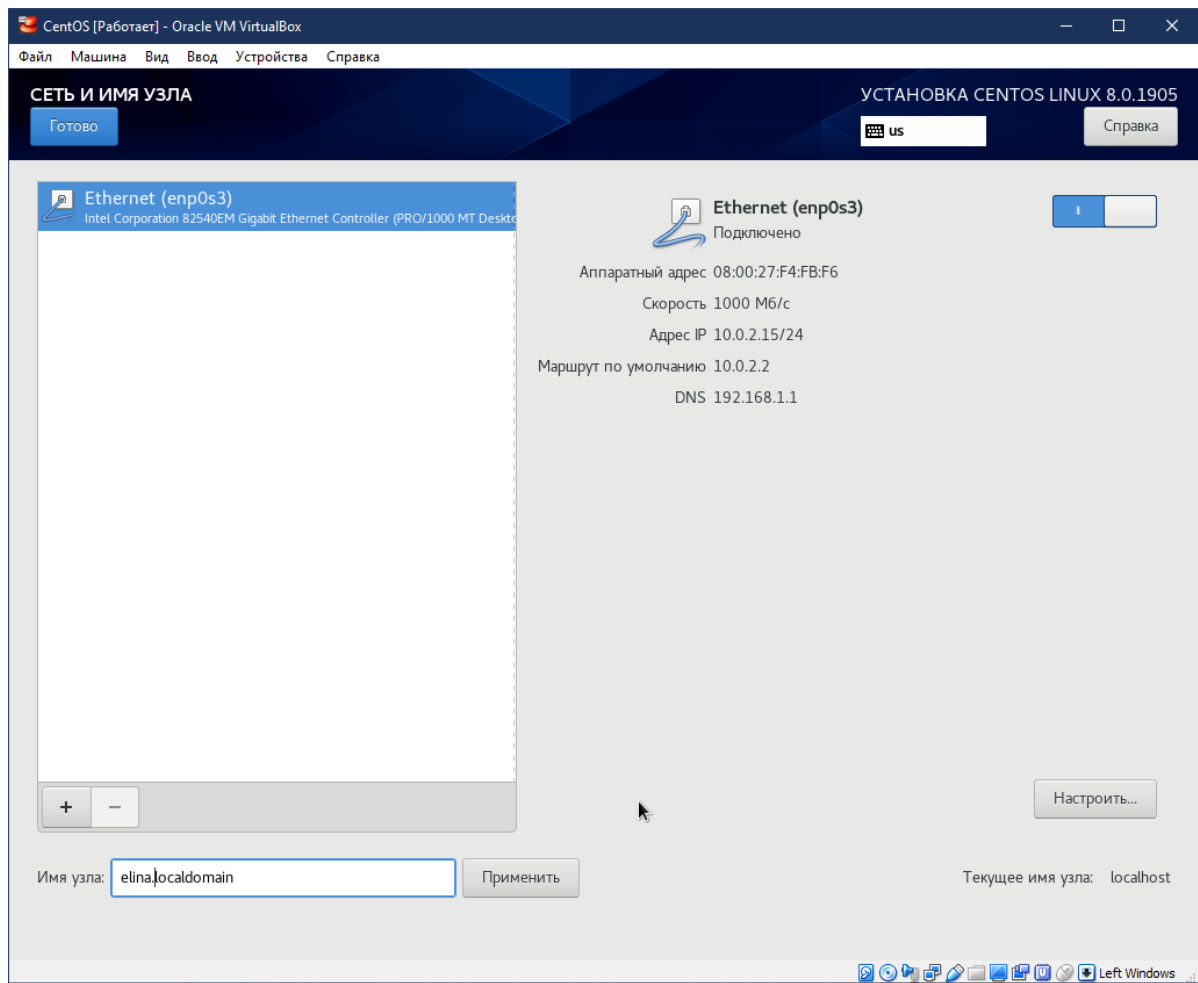 CentOS [Работает] - Oracle VM VirtualBox
Файл Машина Вид Ввод Устройства Справка
СЕТЬ И ИМЯ УЗЛА
УСТАНОВКА CENTOS LINUX 8.0.1905
Готово
us
Справка
Ethernet (enp0s3)
Intel Corporation 82540EM Gigabit Ethernet Controller (PRO/1000 MT Deskto
Ethernet (enp0s3)
Подключено
Аппаратный адрес 08:00:27:F4:FB:F6
Скорость 1000 Мб/с
Адрес IP 10.0.2.15/24
Маршрут по умолчанию 10.0.2.2
DNS 192.168.1.1
+ −
Настроить...
Имя узла: elina.localdomain Применить Текущее имя узла: localhost
Left Windows